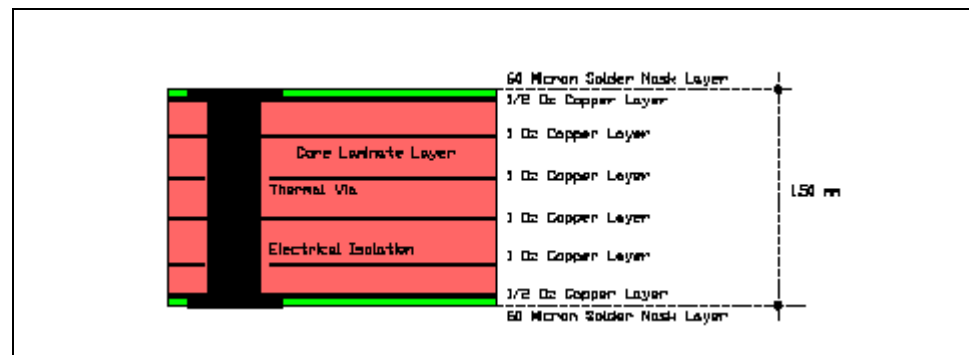 60 Micron Solder Mask Layer
1/2 Oz Copper Layer
1 Oz Copper Layer
Core Laminate Layer
1 Oz Copper Layer
Thermal Via
1.50 mm
1 Oz Copper Layer
Electrical Isolation
1 Oz Copper Layer
1/2 Oz Copper Layer
60 Micron Solder Mask Layer